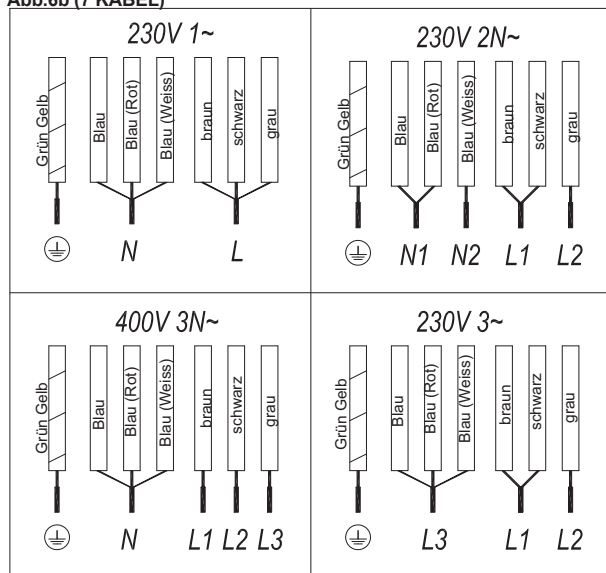 Abb.6b (7 KABEL)
230V 1~
Grün Gelb
Blau
Blau (Rot)
Blau (Weiss)
braun
schwarz
grau
N L
230V 2N~
Grün Gelb
Blau
Blau (Rot)
Blau (Weiss)
braun
schwarz
grau
N1 N2 L1 L2
400V 3N~
Grün Gelb
Blau
Blau (Rot)
Blau (Weiss)
braun
schwarz
grau
N L1 L2 L3
230V 3~
Grün Gelb
Blau
Blau (Rot)
Blau (Weiss)
braun
schwarz
grau
L3 L1 L2